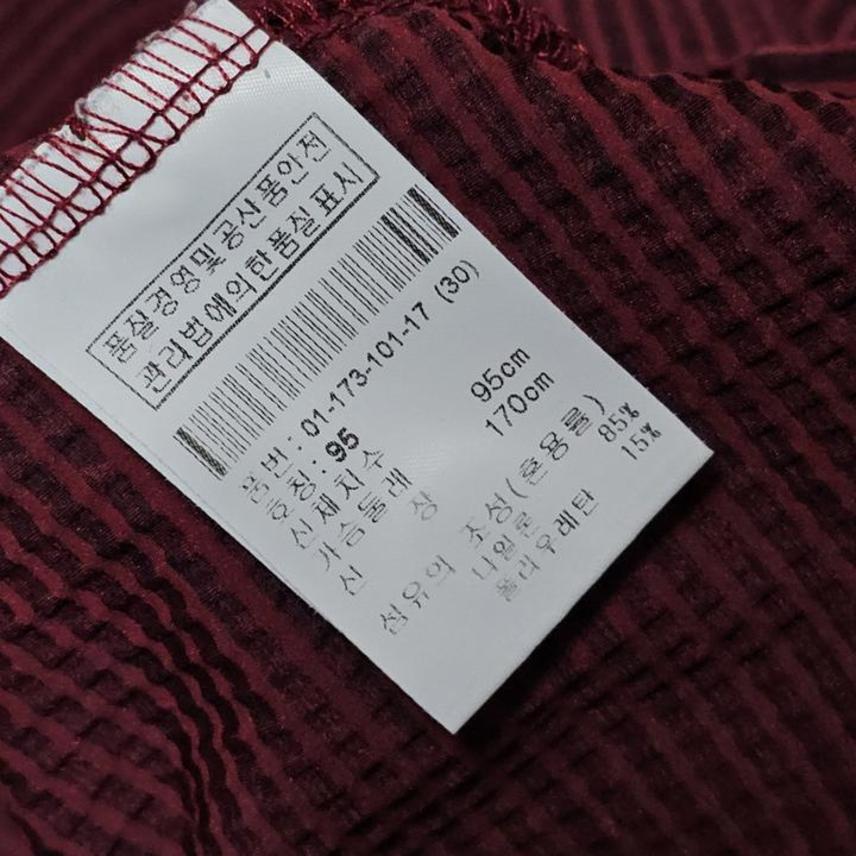 품질경영및공산품안전
관리법에의한품질표시
품번: 01-173-101-17 (30)
호칭: 95
신체치수
가슴둘레 95cm
신 장 170cm
섬유의 조성(혼용률)
나일론 85%
폴리우레탄 15%